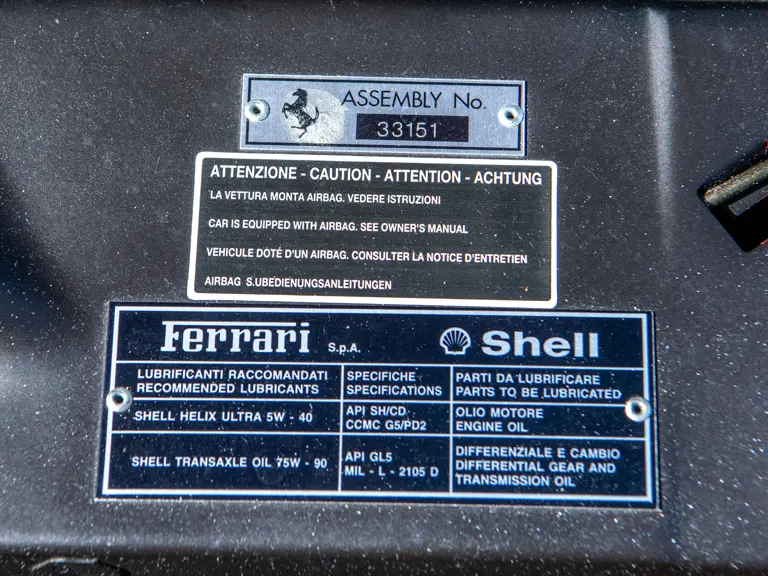 ASSEMBLY No.
33151
ATTENZIONE - CAUTION - ATTENTION - ACHTUNG
LA VETTURA MONTA AIRBAG. VEDERE ISTRUZIONI
CAR IS EQUIPPED WITH AIRBAG. SEE OWNER'S MANUAL
VEHICULE DOTÉ D'UN AIRBAG. CONSULTER LA NOTICE D'ENTRETIEN
AIRBAG S.UBEDIENUNGSANLEITUNGEN
Ferrari S.p.A. Shell
LUBRIFICANTI RACCOMANDATI
RECOMMENDED LUBRICANTS
SPECIFICHE
SPECIFICATIONS
PARTI DA LUBRIFICARE
PARTS TO BE LUBRICATED
SHELL HELIX ULTRA 5W - 40
API SH/CD
CCMC G5/PD2
OLIO MOTORE
ENGINE OIL
SHELL TRANSAXLE OIL 75W - 90
API GL5
MIL - L - 2105 D
DIFFERENZIALE E CAMBIO
DIFFERENTIAL GEAR AND
TRANSMISSION OIL